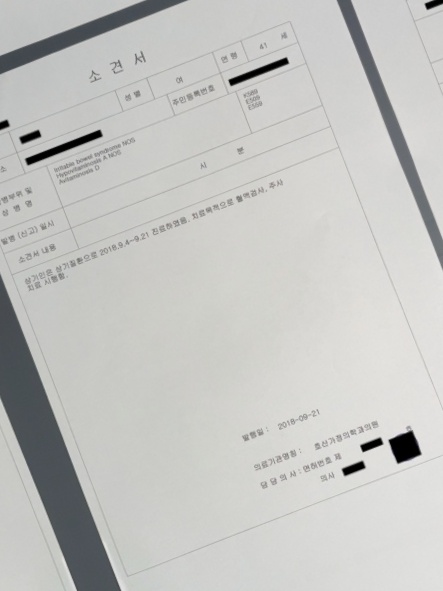 소 견 서
성 별
여
연 령
41 세
주민등록번호
소
병부위 및
상 병 명
Irritable bowel syndrome NOS
Hypovitaminosis A NOS
Avitaminosis D
K589
E509
E559
발병 (신고) 일시
시 분
소견서 내용
상기인은 상기질환으로 2018.9.4~9.21 진료하였음. 치료목적으로 혈액검사, 주사
치료 시행함.
발행일 : 2018-09-21
의료기관명칭 : 호산가정의학과의원
담 당 의 사 : 면허번호 제
의사